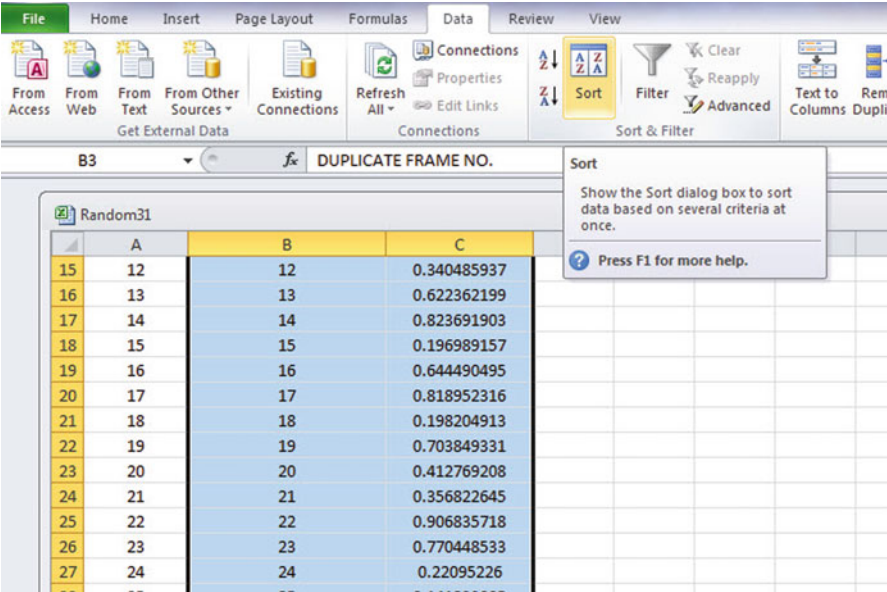 File Home Insert Page Layout Formulas Data Review View
From Access
From Web
From Text
From Other Sources
Existing Connections
Get External Data
Refresh All
Connections
Properties
Edit Links
Connections
Sort
Filter
Clear
Reapply
Advanced
Sort & Filter
Text to Columns
B3 fx DUPLICATE FRAME NO.
Sort
Show the Sort dialog box to sort
data based on several criteria at
once.
Press F1 for more help.
Random31
A B C
15 12 12 0.340485937
16 13 13 0.622362199
17 14 14 0.823691903
18 15 15 0.196989157
19 16 16 0.644490495
20 17 17 0.818952316
21 18 18 0.198204913
22 19 19 0.703849331
23 20 20 0.412769208
24 21 21 0.356822645
25 22 22 0.906835718
26 23 23 0.770448533
27 24 24 0.22095226